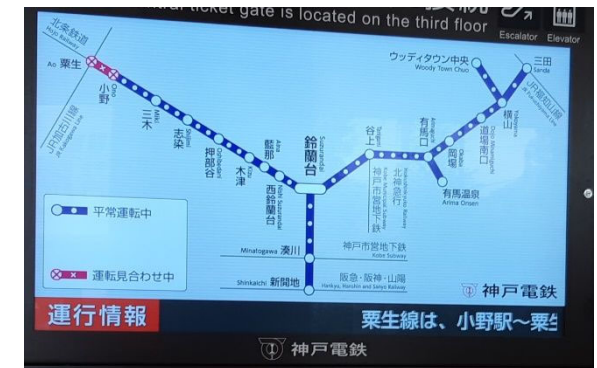 ntral ticket gate is located on the third floor
Escalator
Elevator
北条鉄道
Hojo Railway
Ao 粟生
小野
Ono
三木
Miki
志染
Shijimi
押部谷
Oshibedani
木津
Kizu
藍那
Aina
西鈴蘭台
Nishi Suzurandai
鈴蘭台
Suzurandai
JR加古川線
JR Kakogawa Line
ウッディタウン中央
Woody Town Chuo
三田
Sanda
JR福知山線
JR Fukuchiyama Line
横山
Yokoyama
道場南口
Dojo Minamiguchi
岡場
Okaba
有馬口
Arimaguchi
谷上
Tanigami
有馬温泉
Arima Onsen
北神急行
神戸市営地下鉄
Kobe Municipal Subway
Minatogawa 湊川
神戸市営地下鉄
Kobe Subway
Shinkaichi 新開地
阪急・阪神・山陽
Hankyu, Hanshin and Sanyo Railway
平常運転中
運転見合わせ中
神戸電鉄
運行情報
粟生線は、小野駅～粟生
神戸電鉄